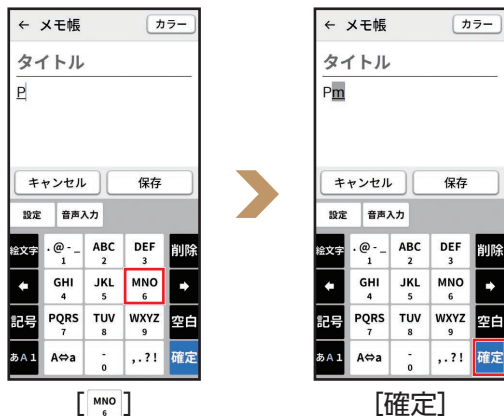 ← メモ帳 カラー
タイトル
P
キャンセル 保存
設定 音声入力
絵文字 .@-_ 1 ABC 2 DEF 3 削除
← GHI 4 JKL 5 MNO 6 →
記号 PQRS 7 TUV 8 WXYZ 9 空白
あA1 A⇔a - 0 ,.?! 確定
[MNO 6]
← メモ帳 カラー
タイトル
Pm
キャンセル 保存
設定 音声入力
絵文字 .@-_ 1 ABC 2 DEF 3 削除
← GHI 4 JKL 5 MNO 6 →
記号 PQRS 7 TUV 8 WXYZ 9 空白
あA1 A⇔a - 0 ,.?! 確定
[確定]